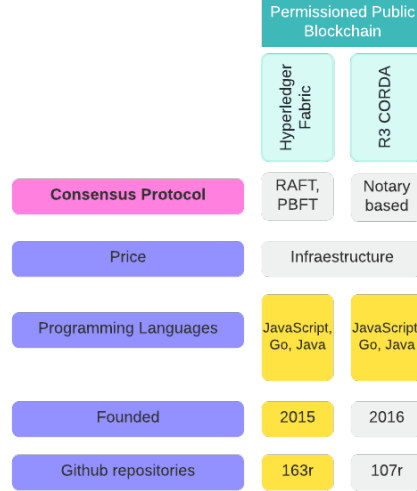 Permissioned Public
Blockchain
Hyperledger
Fabric
R3 CORDA
Consensus Protocol
RAFT,
PBFT
Notary
based
Price
Infraestructure
Programming Languages
JavaScript,
Go, Java
JavaScript
Go, Java
Founded
2015
2016
Github repositories
163r
107r